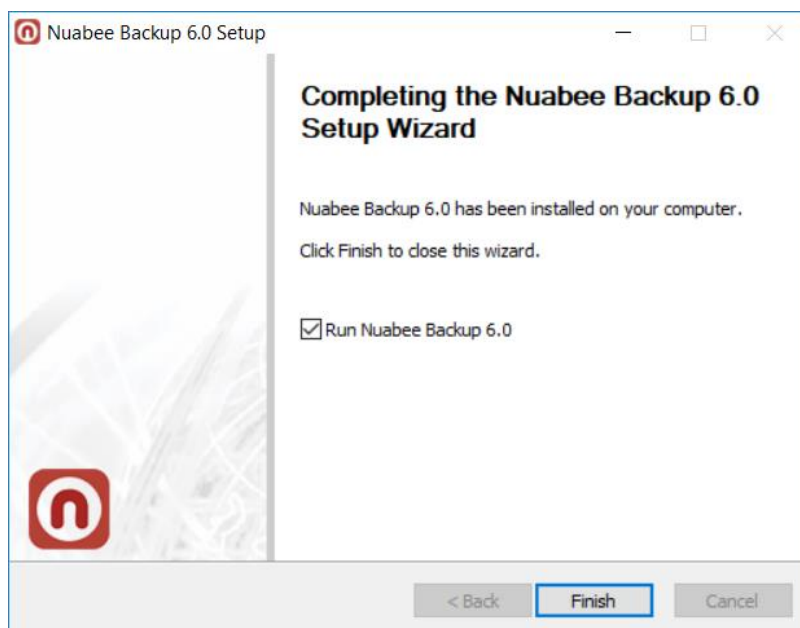 Nuabee Backup 6.0 Setup
Completing the Nuabee Backup 6.0
Setup Wizard
Nuabee Backup 6.0 has been installed on your computer.
Click Finish to close this wizard.
Run Nuabee Backup 6.0
< Back
Finish
Cancel